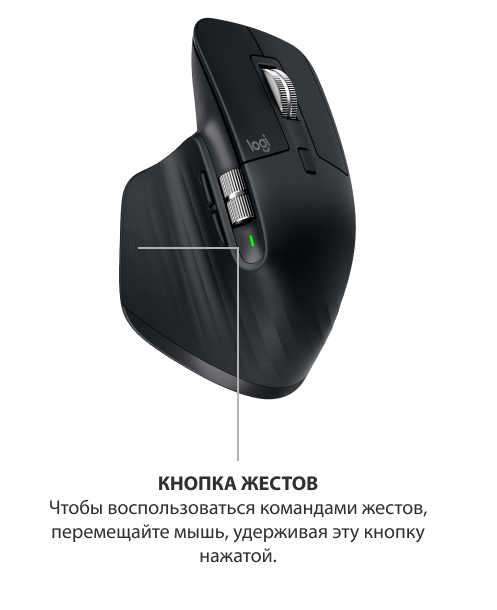 logi
КНОПКА ЖЕСТОВ
Чтобы воспользоваться командами жестов,
перемещайте мышь, удерживая эту кнопку
нажатой.